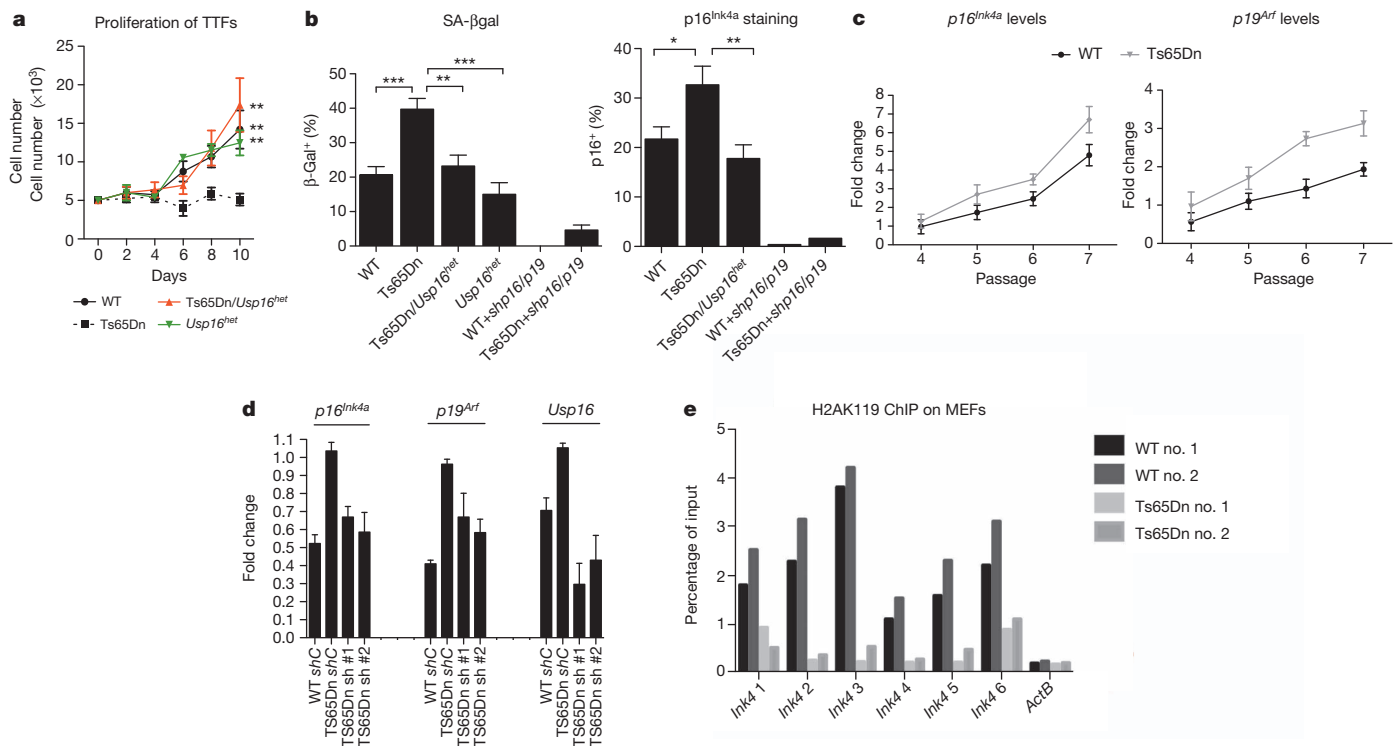 a
Proliferation of TTFs
Cell number
Cell number (×10³)
20
15
10
5
0
0 2 4 6 8 10
Days
**
**
**
WT
Ts65Dn/Usp16het
Ts65Dn
Usp16het
b
SA-βgal
β-Gal⁺ (%)
50
40
30
20
10
0
***
***
**
WT
Ts65Dn
Ts65Dn/Usp16het
Usp16het
WT+shp16/p19
Ts65Dn+shp16/p19
p16Ink4a staining
p16⁺ (%)
40
30
20
10
0
*
**
WT
Ts65Dn
Ts65Dn/Usp16het
WT+shp16/p19
Ts65Dn+shp16/p19
c
p16Ink4a levels
p19Arf levels
WT
Ts65Dn
Fold change
8
7
6
5
4
3
2
1
0
4 5 6 7
Passage
Fold change
4
3
2
1
0
4 5 6 7
Passage
d
p16Ink4a
p19Arf
Usp16
Fold change
1.1
1.0
0.9
0.8
0.7
0.6
0.5
0.4
0.3
0.2
0.1
0.0
WT shC
TS65Dn shC
TS65Dn sh #1
TS65Dn sh #2
WT shC
TS65Dn shC
TS65Dn sh #1
TS65Dn sh #2
WT shC
TS65Dn shC
TS65Dn sh #1
TS65Dn sh #2
e
H2AK119 ChIP on MEFs
Percentage of input
5
4
3
2
1
0
Ink4 1
Ink4 2
Ink4 3
Ink4 4
Ink4 5
Ink4 6
ActB
WT no. 1
WT no. 2
Ts65Dn no. 1
Ts65Dn no. 2